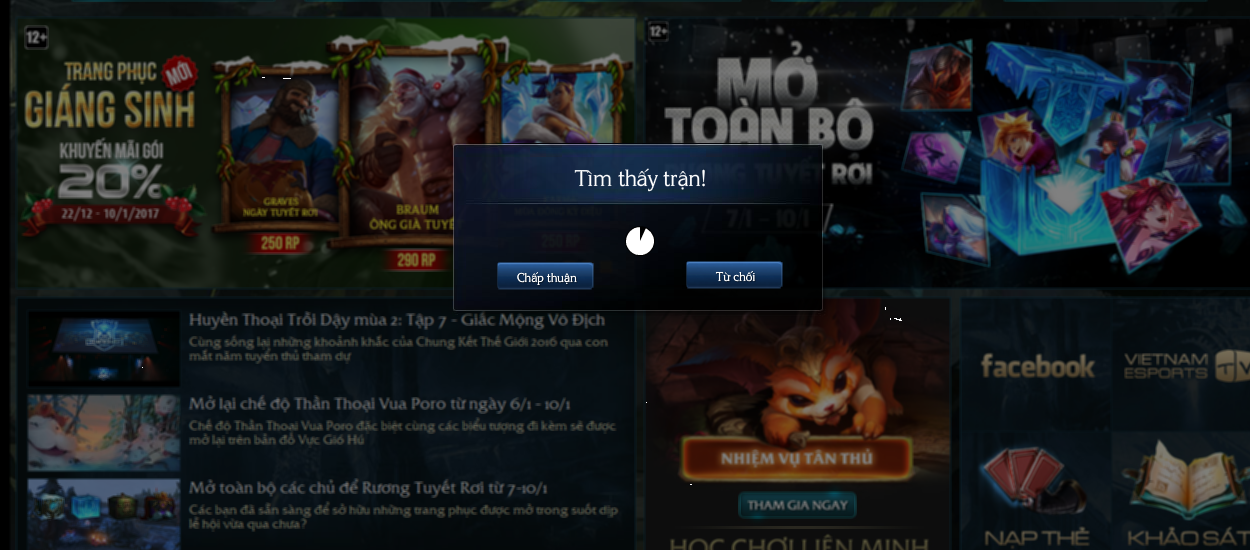 12+
TRANG PHỤC MỚI
GIÁNG SINH
KHUYẾN MÃI GÓI
20%
22/12 - 10/1/2017
GRAVES
NGÀY TUYẾT RƠI
250 RP
BRAUM
ÔNG GIÀ TUYẾ
290 RP
250 RP
12+
MỞ
TOÀN BỘ
TUYẾT RƠI
7/1 - 10/1
Tìm thấy trận!
Chấp thuận
Từ chối
Huyền Thoại Trỗi Dậy mùa 2: Tập 7 - Giấc Mộng Vô Địch
Cùng sống lại những khoảnh khắc của Chung Kết Thế Giới 2016 qua con
mắt năm tuyển thủ tham dự
Mở lại chế độ Thần Thoại Vua Poro từ ngày 6/1 - 10/1
Chế độ Thần Thoại Vua Poro đặc biệt cùng các biểu tượng đi kèm sẽ được
mở lại trên bản đồ Vực Gió Hú
Mở toàn bộ các chủ đề Rương Tuyết Rơi từ 7-10/1
Các bạn đã sẵn sàng để sở hữu những trang phục được mở trong suốt dịp
lễ hội vừa qua chưa?
NHIỆM VỤ TÂN THỦ
THAM GIA NGAY
HỌC CHƠI LIÊN MINH
facebook
VIETNAM
ESPORTS TV
NẠP THẺ
KHẢO SÁT